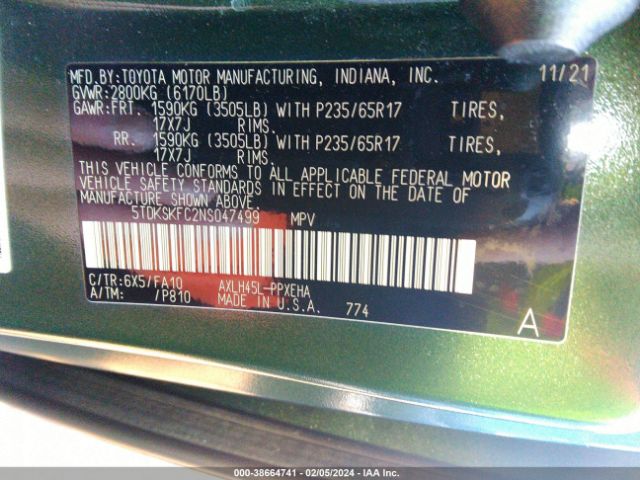 MFD.BY:TOYOTA MOTOR MANUFACTURING, INDIANA, INC. 11/21
GVWR:2800KG (6170LB)
GAWR:FRT. 1590KG (3505LB) WITH P235/65R17 TIRES,
17X7J RIMS.
RR. 1590KG (3505LB) WITH P235/65R17 TIRES,
17X7J RIMS.
THIS VEHICLE CONFORMS TO ALL APPLICABLE FEDERAL MOTOR
VEHICLE SAFETY STANDARDS IN EFFECT ON THE DATE OF
MANUFACTURE SHOWN ABOVE.
5TDKSKFC2NS047499 MPV
C/TR:6X5/FA10 AXLH45L-PPXEHA
A/TM: /P810 MADE IN U.S.A. 774
A
000-38664741 - 02/05/2024 - IAA Inc.